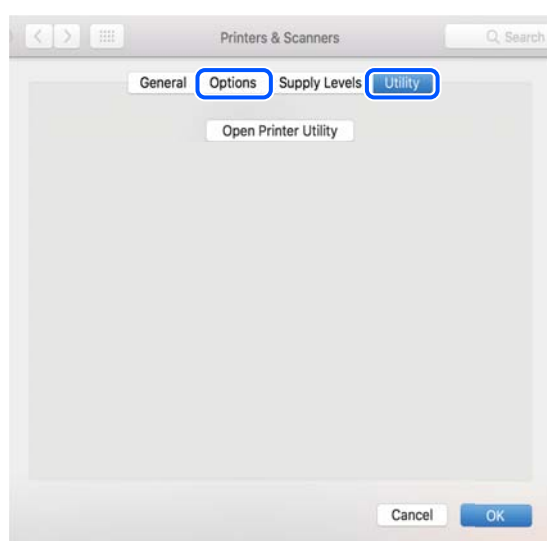 Printers & Scanners Search
General Options Supply Levels Utility
Open Printer Utility
Cancel OK